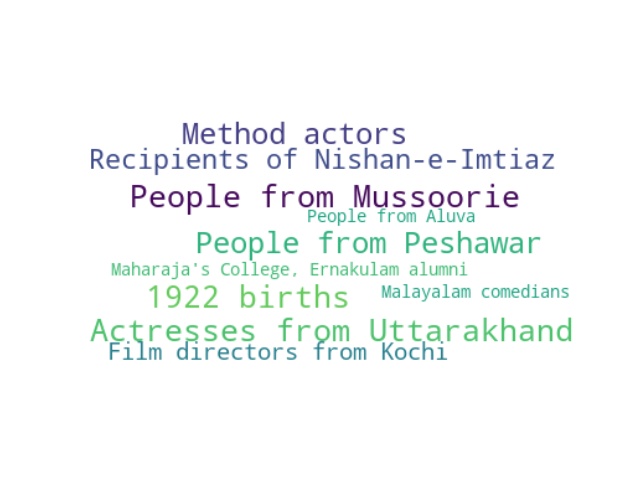 Method actors
Recipients of Nishan-e-Imtiaz
People from Mussoorie
People from Aluva
People from Peshawar
Maharaja's College, Ernakulam alumni
1922 births
Malayalam comedians
Actresses from Uttarakhand
Film directors from Kochi